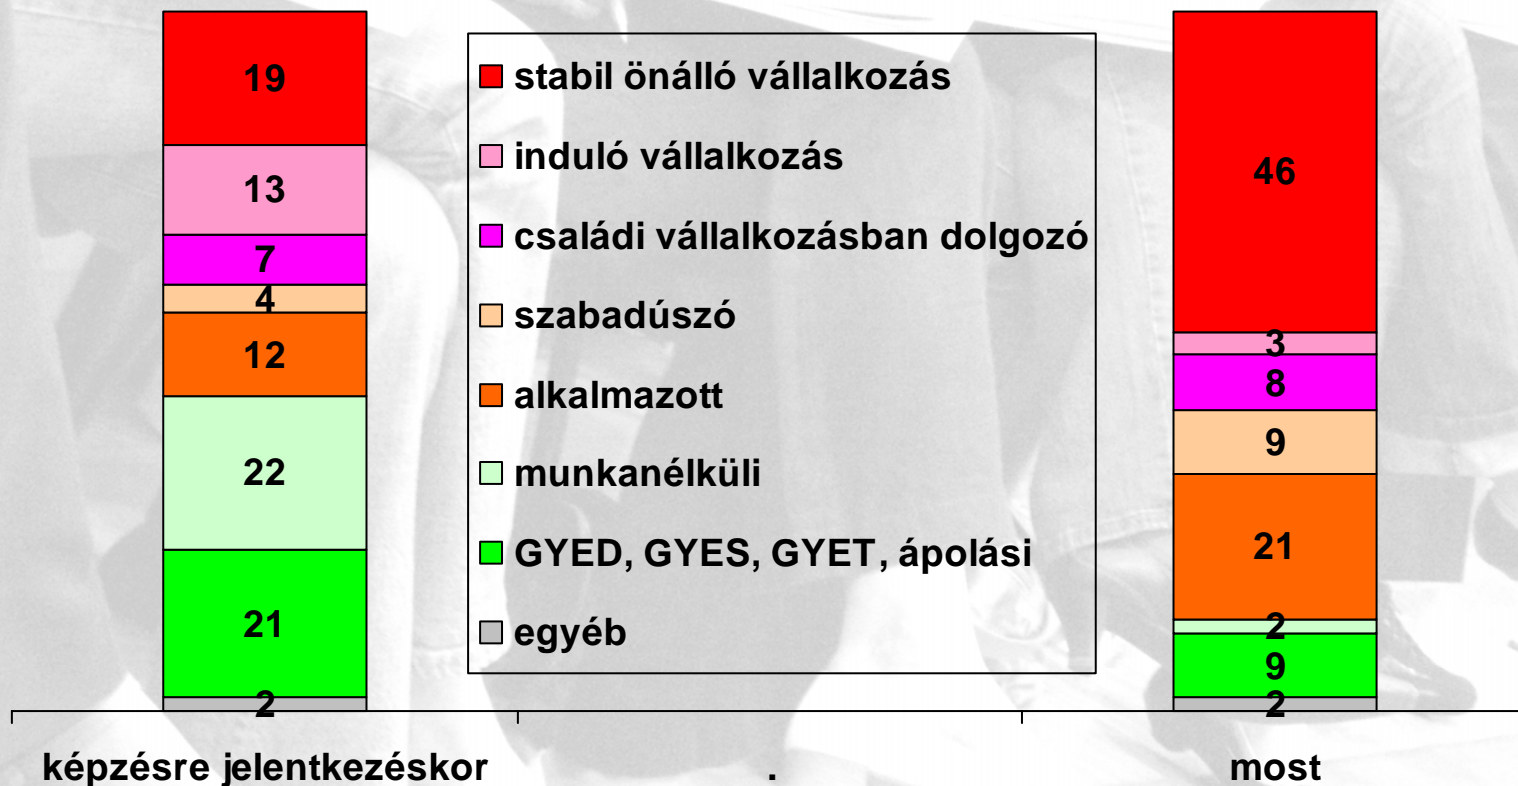 19
13
7
4
12
22
21
2
stabil önálló vállalkozás
induló vállalkozás
családi vállalkozásban dolgozó
szabadúszó
alkalmazott
munkanélküli
GYED, GYES, GYET, ápolási
egyéb
46
3
8
9
21
2
9
2
képzésre jelentkezéskor . most